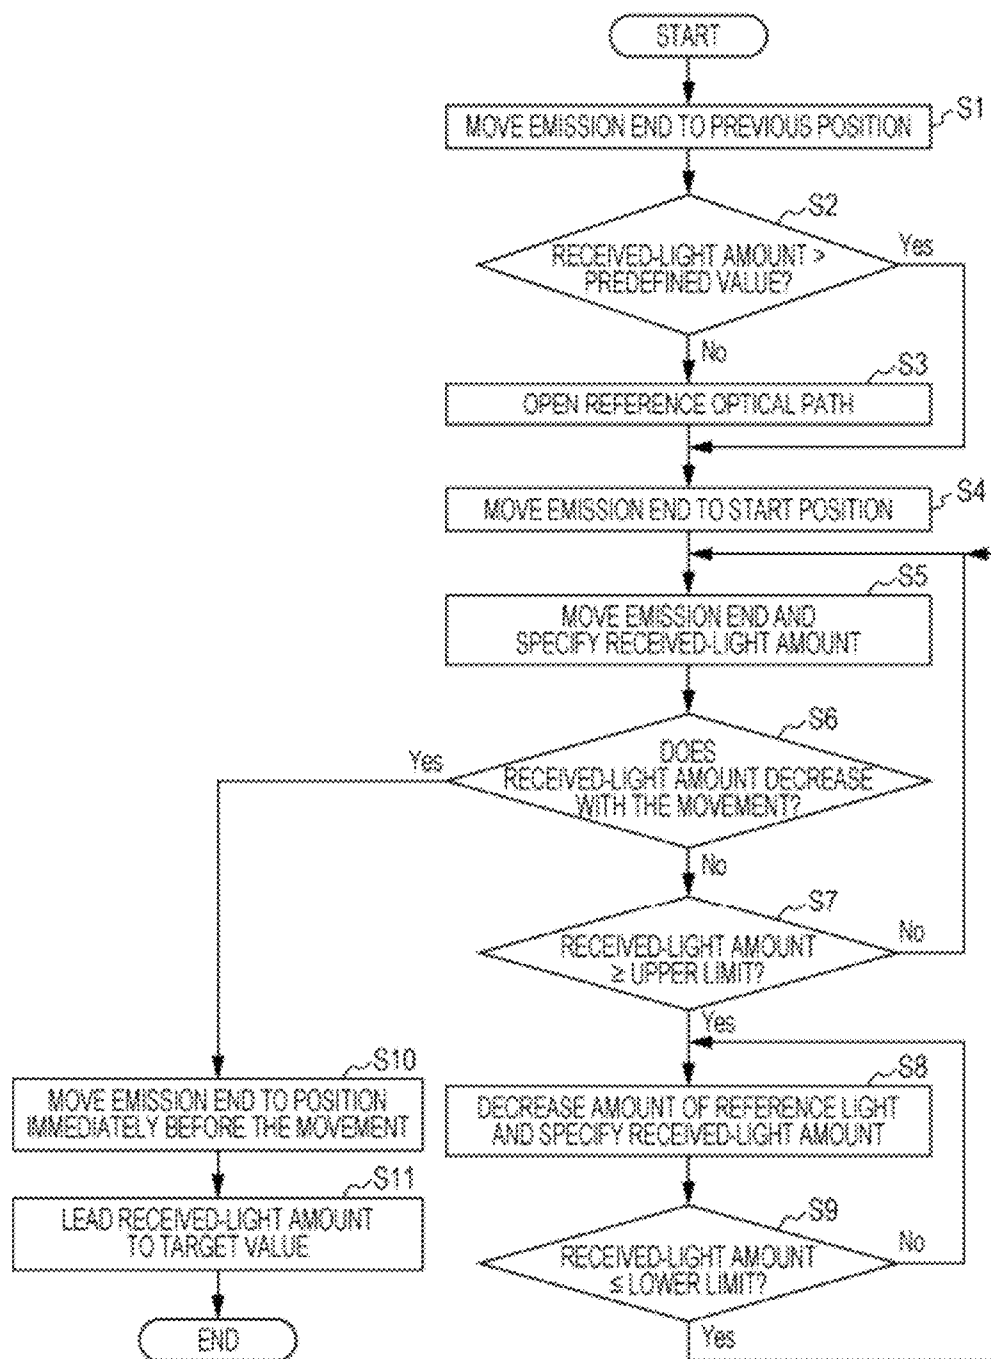 START
S1
MOVE EMISSION END TO PREVIOUS POSITION
S2
RECEIVED-LIGHT AMOUNT >
PREDEFINED VALUE?
Yes
No
S3
OPEN REFERENCE OPTICAL PATH
S4
MOVE EMISSION END TO START POSITION
S5
MOVE EMISSION END AND
SPECIFY RECEIVED-LIGHT AMOUNT
S6
DOES
RECEIVED-LIGHT AMOUNT DECREASE
WITH THE MOVEMENT?
Yes
No
S7
RECEIVED-LIGHT AMOUNT
≥ UPPER LIMIT?
No
Yes
S8
DECREASE AMOUNT OF REFERENCE LIGHT
AND SPECIFY RECEIVED-LIGHT AMOUNT
S9
RECEIVED-LIGHT AMOUNT
≤ LOWER LIMIT?
No
Yes
S10
MOVE EMISSION END TO POSITION
IMMEDIATELY BEFORE THE MOVEMENT
S11
LEAD RECEIVED-LIGHT AMOUNT
TO TARGET VALUE
END